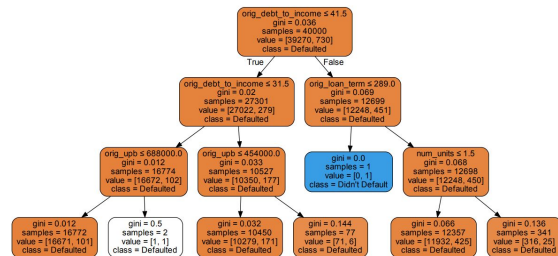 orig_debt_to_income ≤ 41.5
gini = 0.036
samples = 40000
value = [39270, 730]
class = Defaulted
True
False
orig_debt_to_income ≤ 31.5
gini = 0.02
samples = 27301
value = [27022, 279]
class = Defaulted
orig_loan_term ≤ 289.0
gini = 0.069
samples = 12699
value = [12248, 451]
class = Defaulted
orig_upb ≤ 688000.0
gini = 0.012
samples = 16774
value = [16672, 102]
class = Defaulted
orig_upb ≤ 454000.0
gini = 0.033
samples = 10527
value = [10350, 177]
class = Defaulted
gini = 0.0
samples = 1
value = [0, 1]
class = Didn't Default
num_units ≤ 1.5
gini = 0.068
samples = 12698
value = [12248, 450]
class = Defaulted
gini = 0.012
samples = 16772
value = [16671, 101]
class = Defaulted
gini = 0.5
samples = 2
value = [1, 1]
class = Defaulted
gini = 0.032
samples = 10450
value = [10279, 171]
class = Defaulted
gini = 0.144
samples = 77
value = [71, 6]
class = Defaulted
gini = 0.066
samples = 12357
value = [11932, 425]
class = Defaulted
gini = 0.136
samples = 341
value = [316, 25]
class = Defaulted